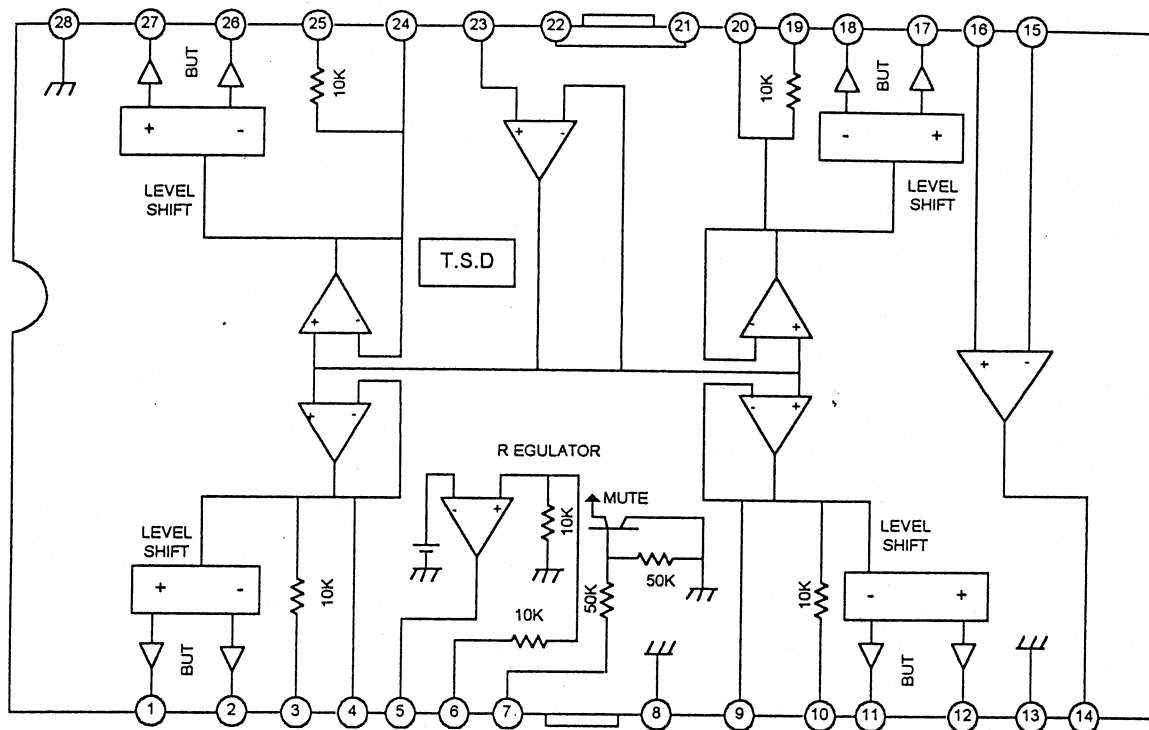 28 27 26 25 24 23 22 21 20 19 18 17 16 15
BUT 10K 10K BUT
+ - + - - +
LEVEL
SHIFT
LEVEL
SHIFT
T.S.D
+ - - +
+ - + -
- +
R EGULATOR
- +
MUTE
10K
50K
50K
10K
LEVEL
SHIFT
LEVEL
SHIFT
+ - 10K 10K - +
BUT BUT
1 2 3 4 5 6 7 8 9 10 11 12 13 14